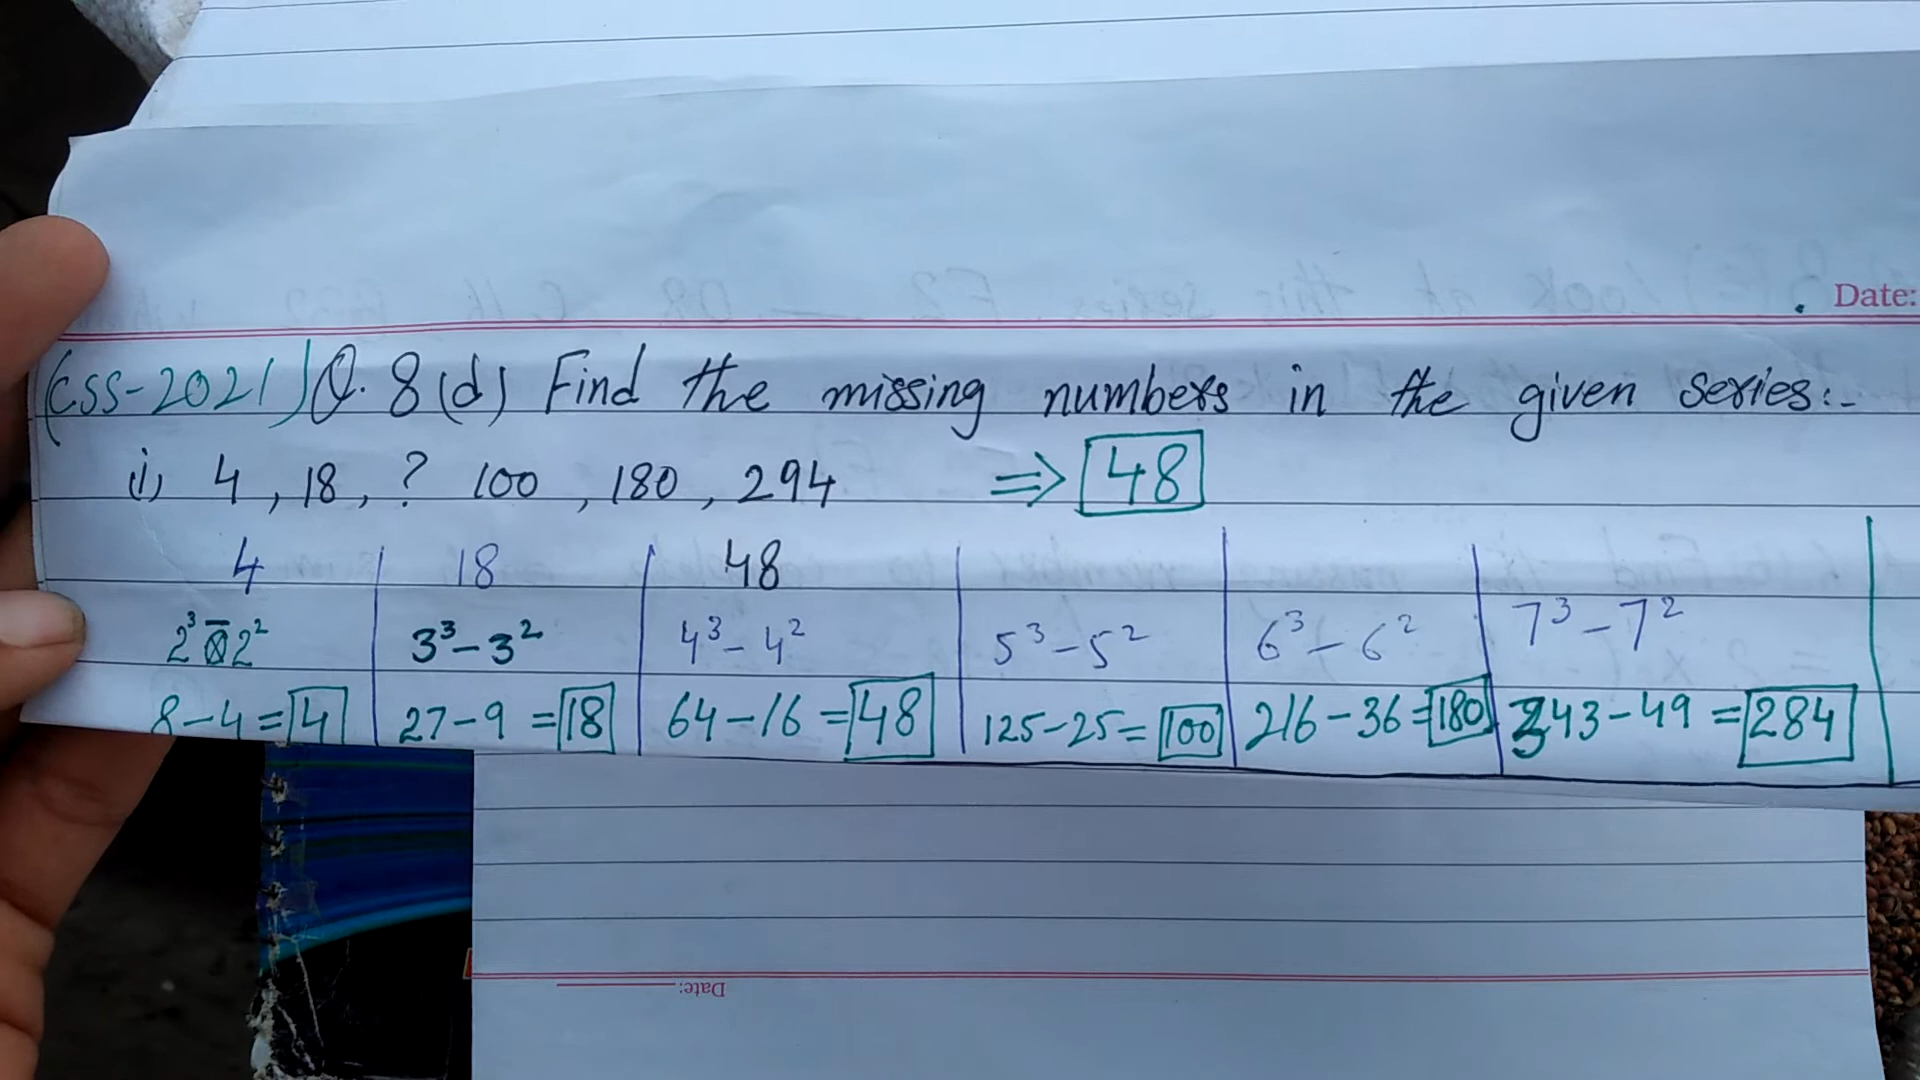 Date:
(CSS-2021) Q. 8 (d) Find the missing numbers in the given series:-
(i) 4, 18, ? 100, 180, 294 ⇒ 48
4 18 48
2³ - 2² 3³-3² 4³-4² 5³-5² 6³-6² 7³-7²
8-4=4 27-9=18 64-16=48 125-25=100 216-36=180 343-49=284
Date: